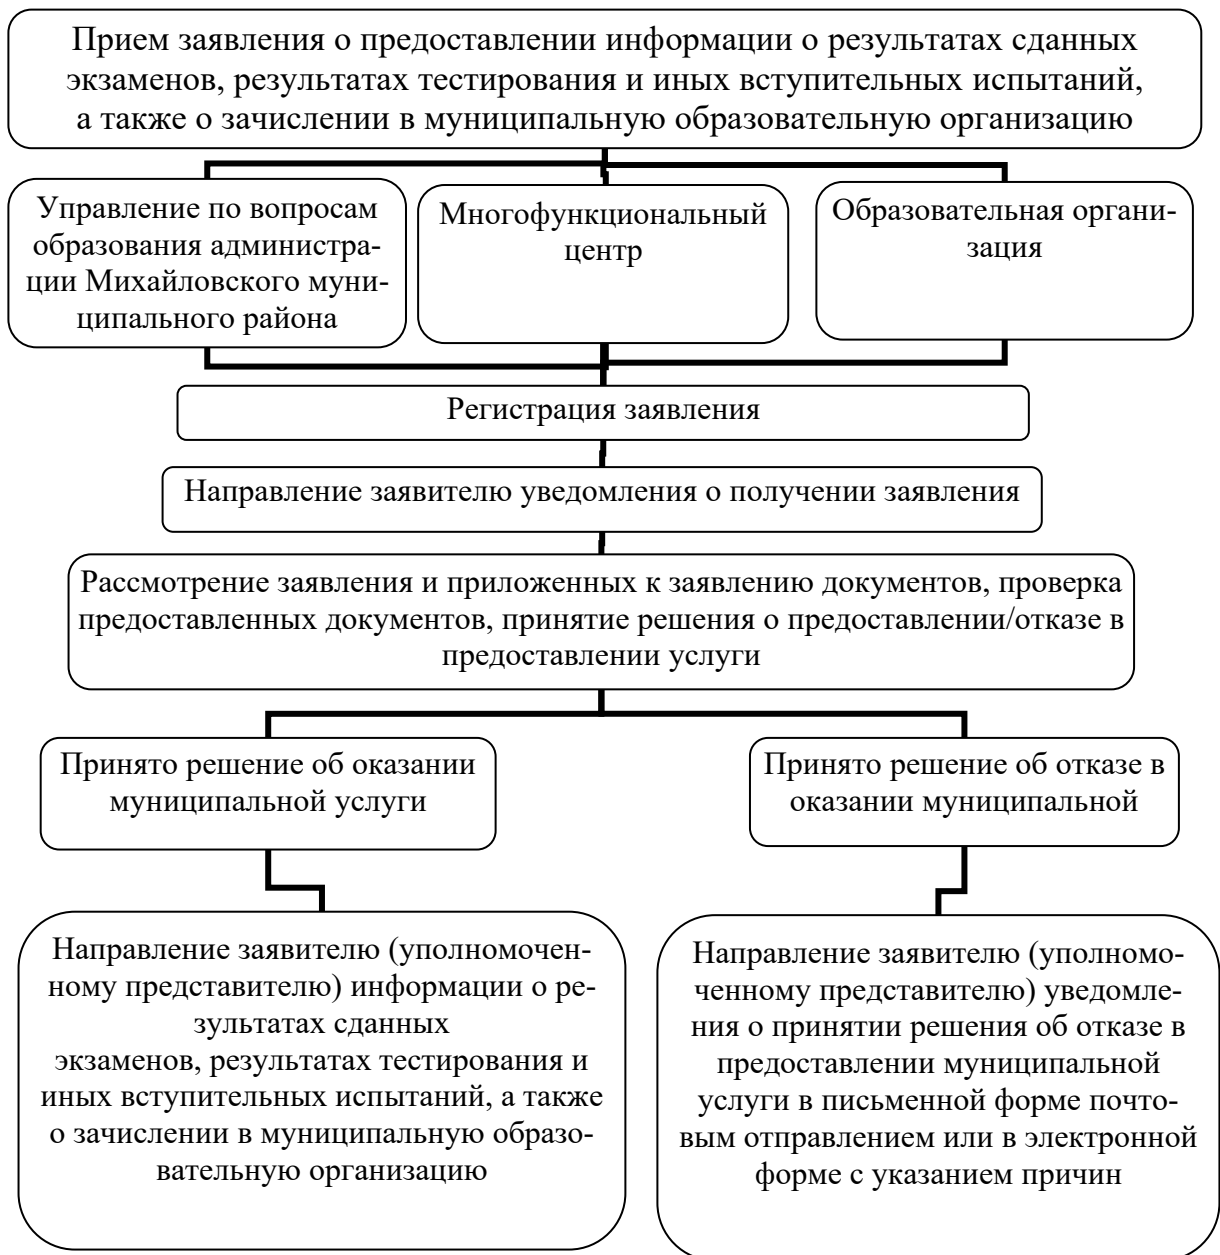 Прием заявления о предоставлении информации о результатах сданных
экзаменов, результатах тестирования и иных вступительных испытаний,
а также о зачислении в муниципальную образовательную организацию
Управление по вопросам
образования администра-
ции Михайловского муни-
ципального района
Многофункциональный
центр
Образовательная органи-
зация
Регистрация заявления
Направление заявителю уведомления о получении заявления
Рассмотрение заявления и приложенных к заявлению документов, проверка
предоставленных документов, принятие решения о предоставлении/отказе в
предоставлении услуги
Принято решение об оказании
муниципальной услуги
Принято решение об отказе в
оказании муниципальной
Направление заявителю (уполномочен-
ному представителю) информации о ре-
зультатах сданных
экзаменов, результатах тестирования и
иных вступительных испытаний, а также
о зачислении в муниципальную образо-
вательную организацию
Направление заявителю (уполномо-
ченному представителю) уведомле-
ния о принятии решения об отказе в
предоставлении муниципальной
услуги в письменной форме почто-
вым отправлением или в электронной
форме с указанием причин